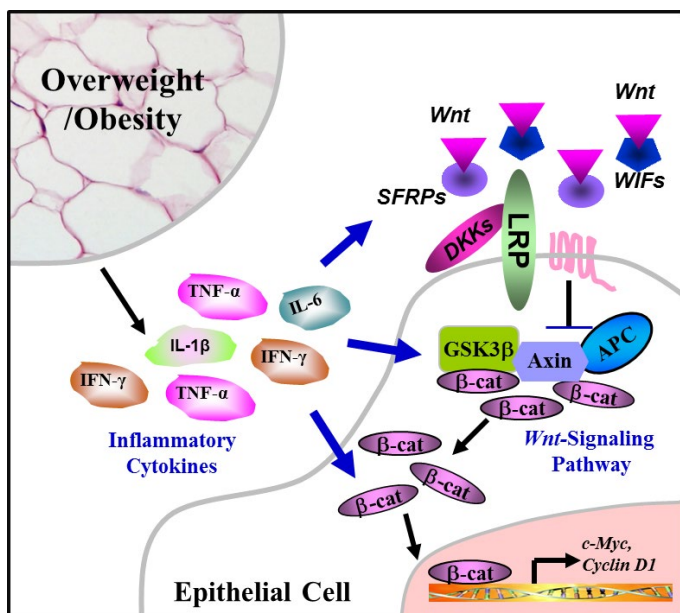 Overweight
/Obesity
Wnt
Wnt
SFRPs
WIFs
DKKs
LRP
TNF-α
IL-6
IL-1β
IFN-γ
IFN-γ
TNF-α
Inflammatory
Cytokines
GSK3β
Axin
APC
β-cat
β-cat
β-cat
Wnt-Signaling
Pathway
β-cat
β-cat
β-cat
Epithelial Cell
β-cat
c-Myc,
Cyclin D1